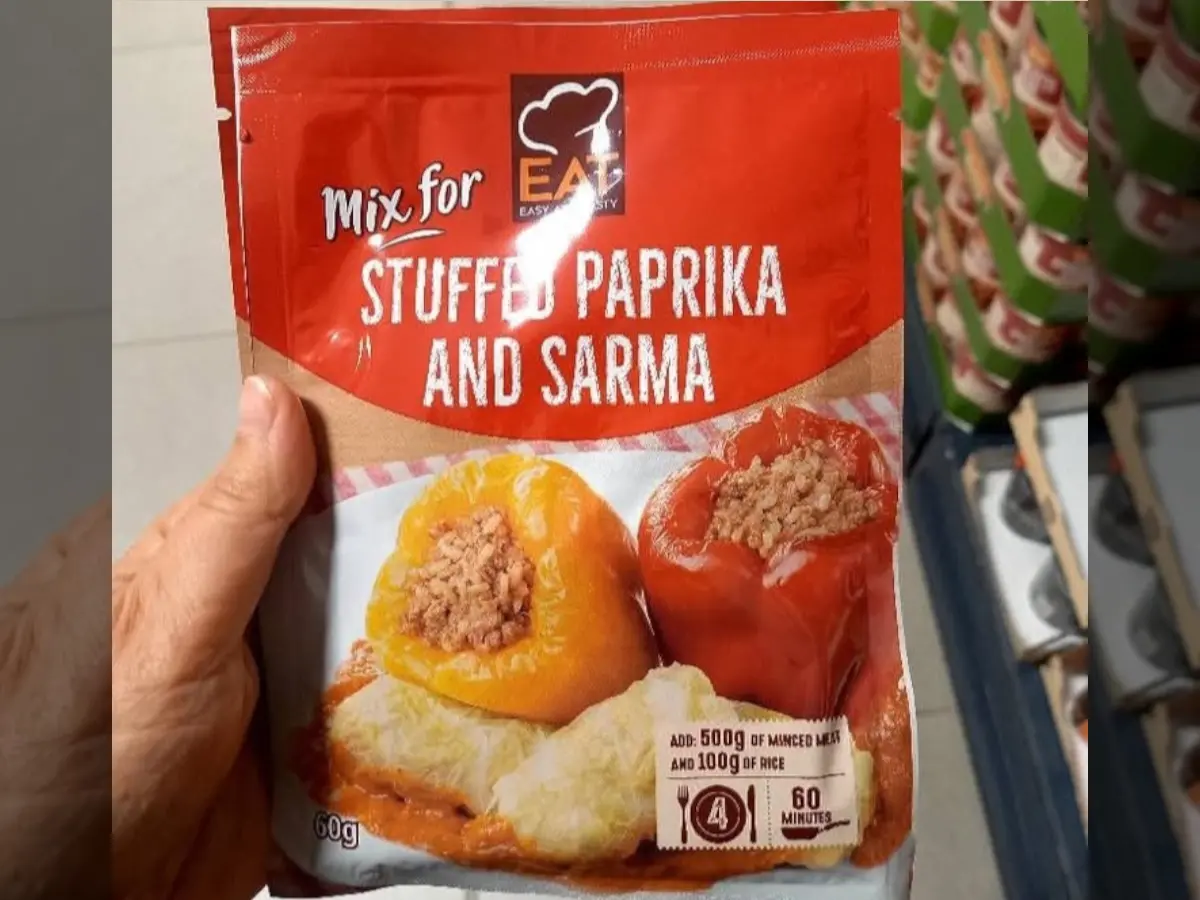 EAT
Mix for
STUFFED PAPRIKA
AND SARMA
ADD: 500g OF MINCED MEAT
AND 100g OF RICE
4
60
MINUTES
60g